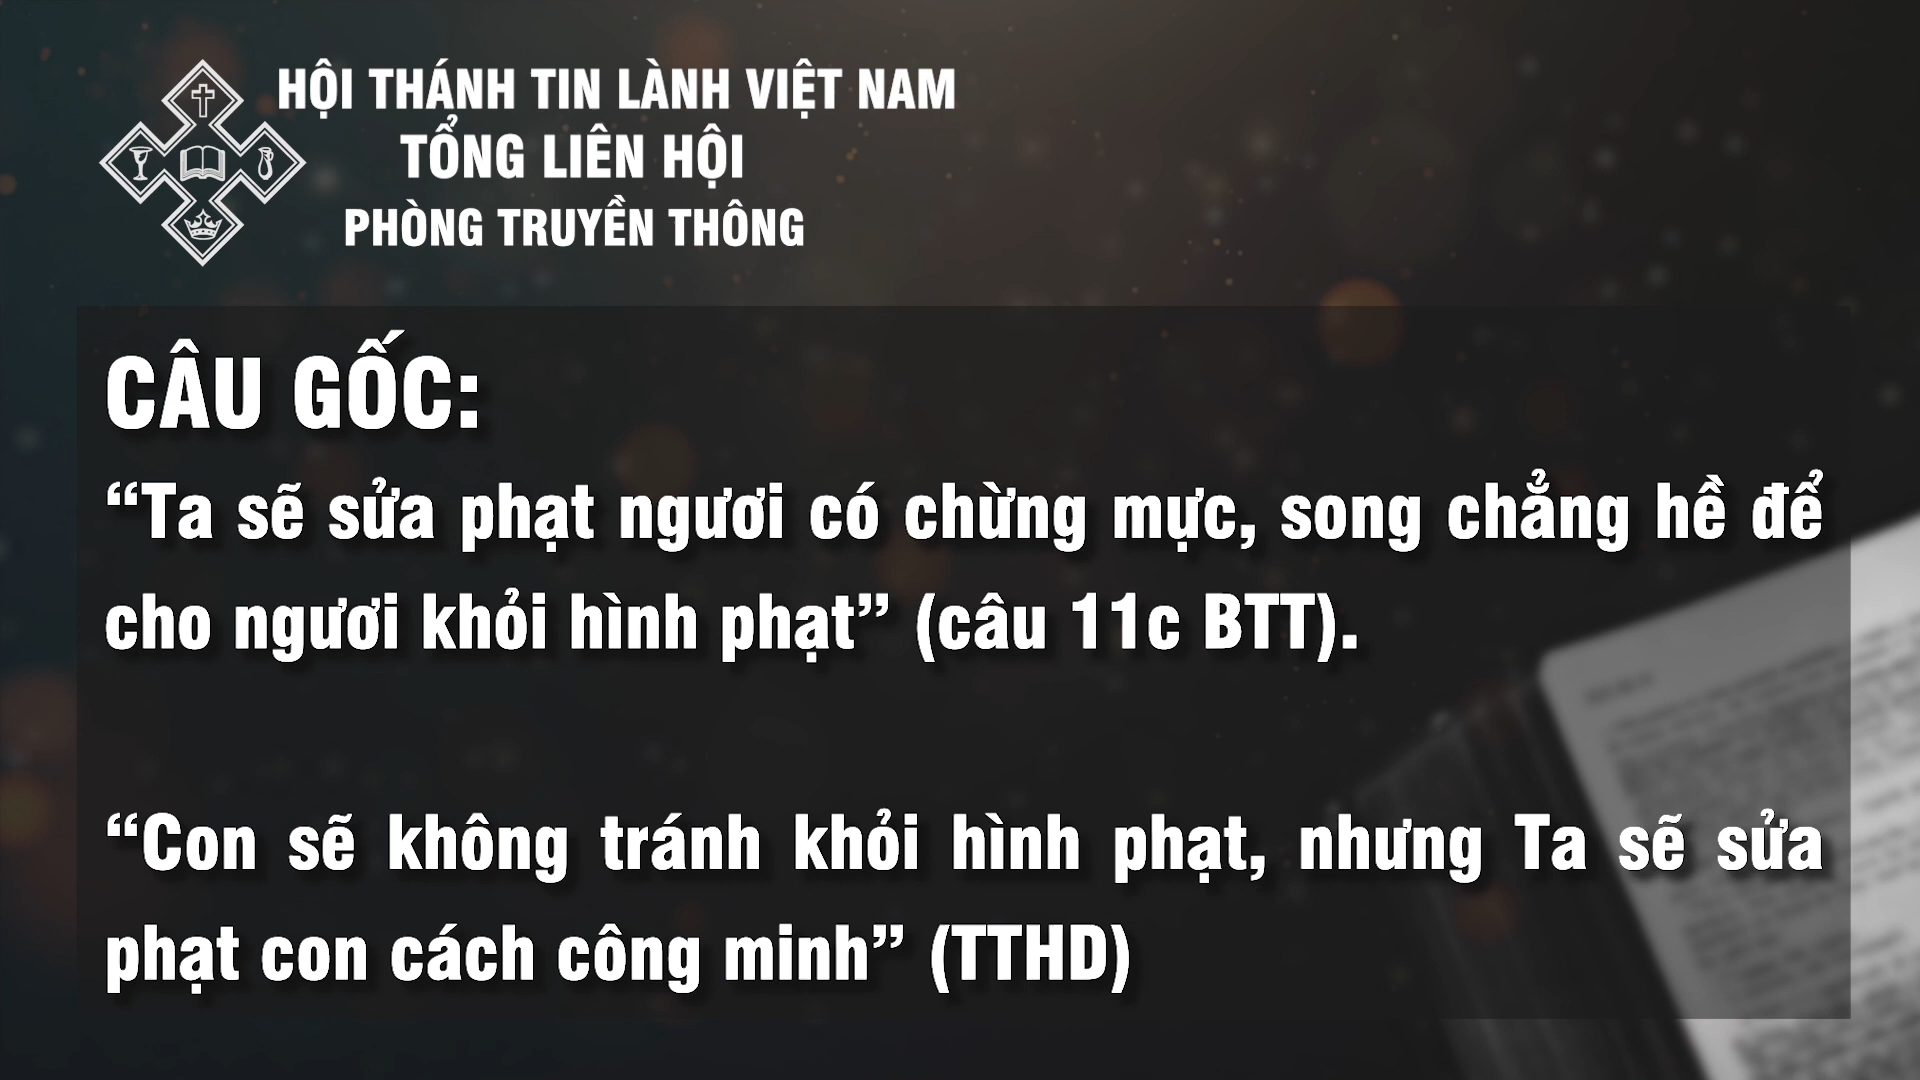 HỘI THÁNH TIN LÀNH VIỆT NAM
TỔNG LIÊN HỘI
PHÒNG TRUYỀN THÔNG
CÂU GỐC:
“Ta sẽ sửa phạt ngươi có chừng mực, song chẳng hề để
cho ngươi khỏi hình phạt” (câu 11c BTT).
“Con sẽ không tránh khỏi hình phạt, nhưng Ta sẽ sửa
phạt con cách công minh” (TTHD)